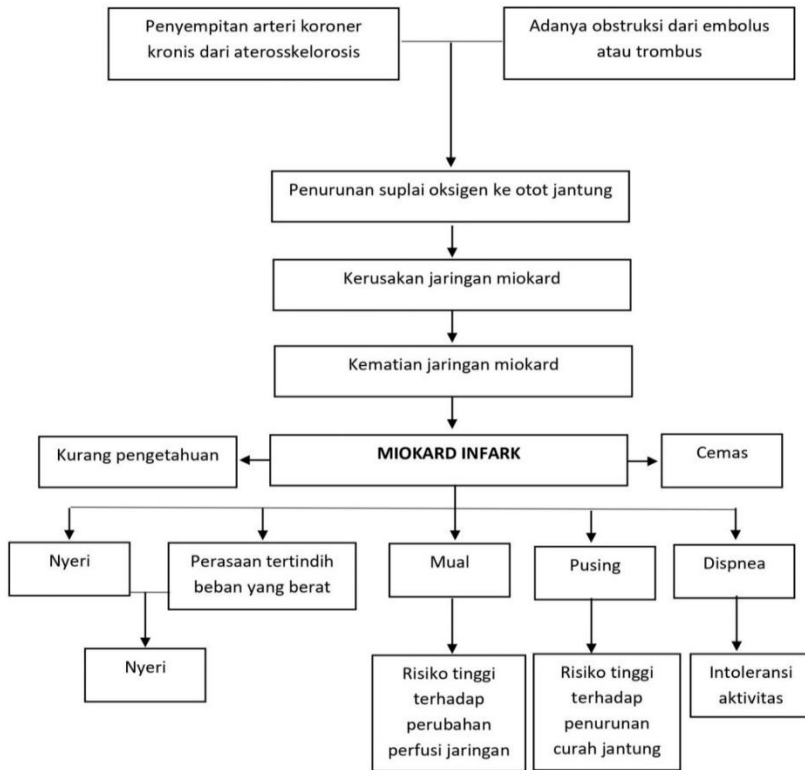 Penyempitan arteri koroner
kronis dari aterosskelorosis
Adanya obstruksi dari embolus
atau trombus
Penurunan suplai oksigen ke otot jantung
Kerusakan jaringan miokard
Kematian jaringan miokard
Kurang pengetahuan
MIOKARD INFARK
Cemas
Nyeri
Perasaan tertindih
beban yang berat
Mual
Pusing
Dispnea
Nyeri
Risiko tinggi
terhadap
perubahan
perfusi jaringan
Risiko tinggi
terhadap
penurunan
curah jantung
Intoleransi
aktivitas